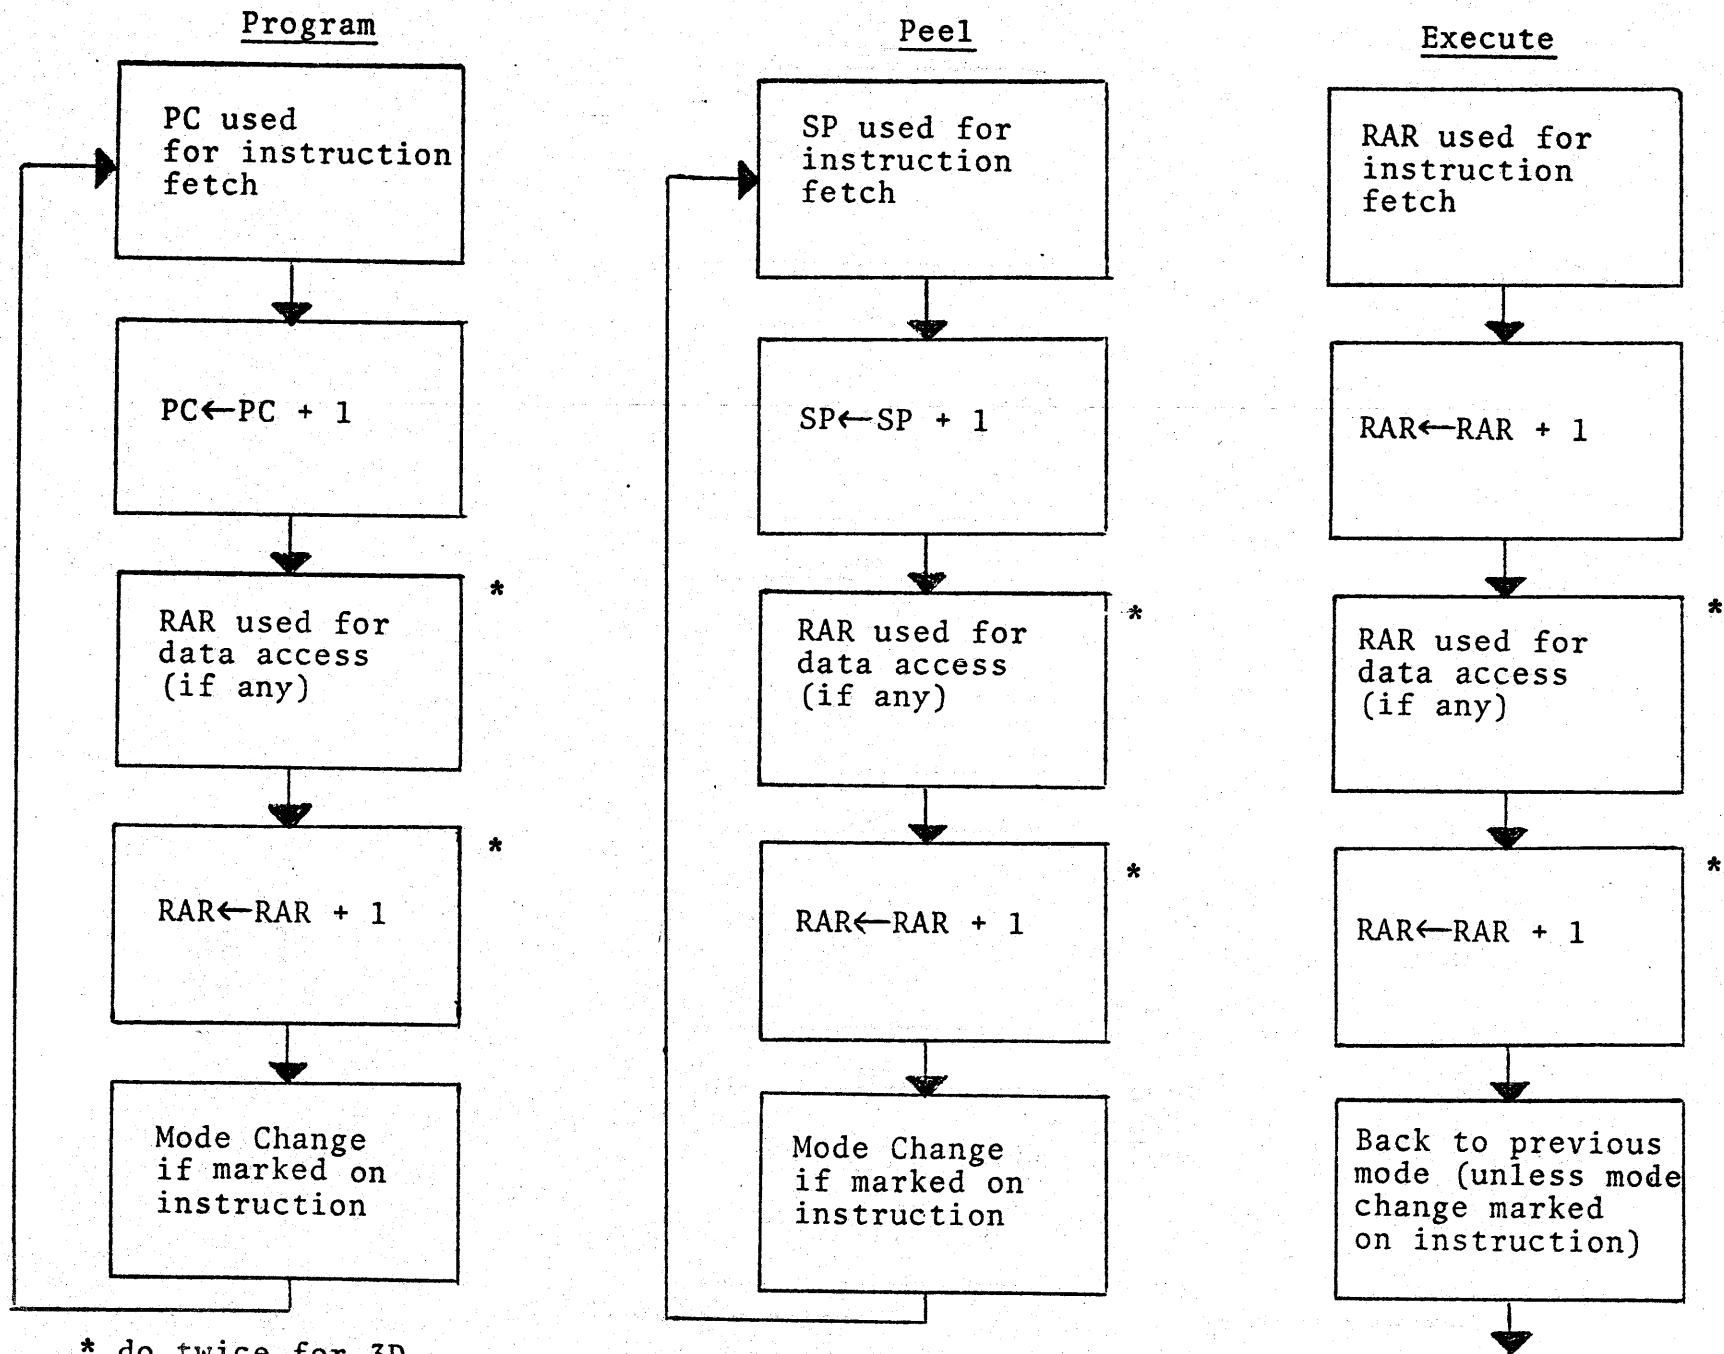 Program
PC used
for instruction
fetch
PC←PC + 1
*
RAR used for
data access
(if any)
*
RAR←RAR + 1
Mode Change
if marked on
instruction
* do twice for 3D
Peel
SP used for
instruction
fetch
SP←SP + 1
*
RAR used for
data access
(if any)
*
RAR←RAR + 1
Mode Change
if marked on
instruction
Execute
RAR used for
instruction
fetch
RAR←RAR + 1
*
RAR used for
data access
(if any)
*
RAR←RAR + 1
Back to previous
mode (unless mode
change marked
on instruction)